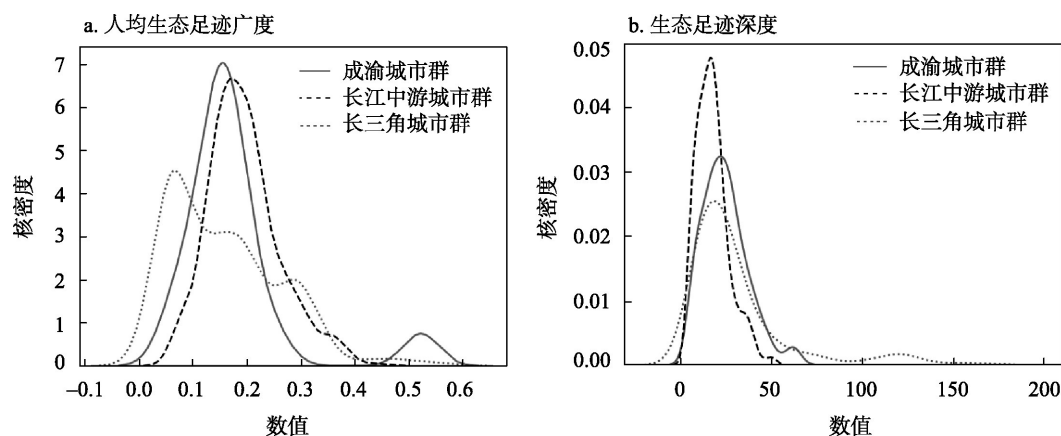 a. 人均生态足迹广度
7
6
5
4
3
2
1
0
核密度
成渝城市群
长江中游城市群
长三角城市群
−0.1 0.0 0.1 0.2 0.3 0.4 0.5 0.6
数值
b. 生态足迹深度
0.05
0.04
0.03
0.02
0.01
0.00
核密度
成渝城市群
长江中游城市群
长三角城市群
0 50 100 150 200
数值